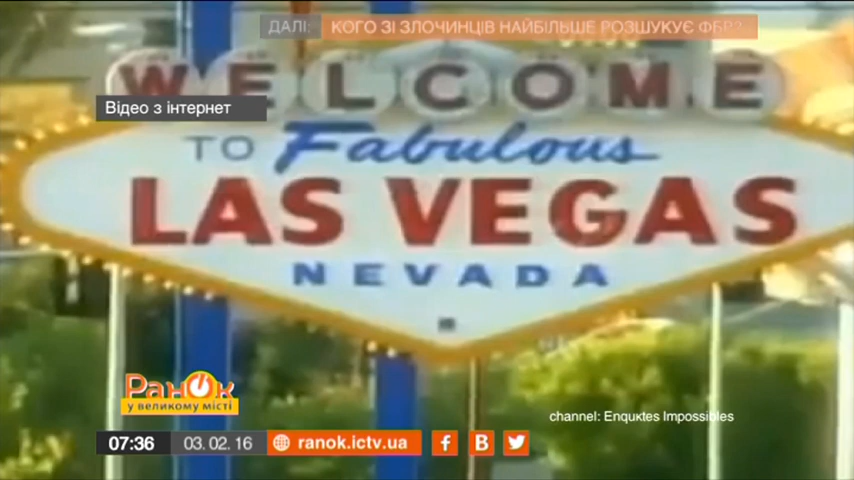 ДАЛІ: КОГО ЗІ ЗЛОЧИНЦІВ НАЙБІЛЬШЕ РОЗШУКУЄ ФБР?
WELCOME
Відео з інтернет
TO Fabulous
LAS VEGAS
NEVADA
РанОк
у великому місті
channel: Enquктes Impossibles
07:36 03. 02. 16 ranok.ictv.ua f B